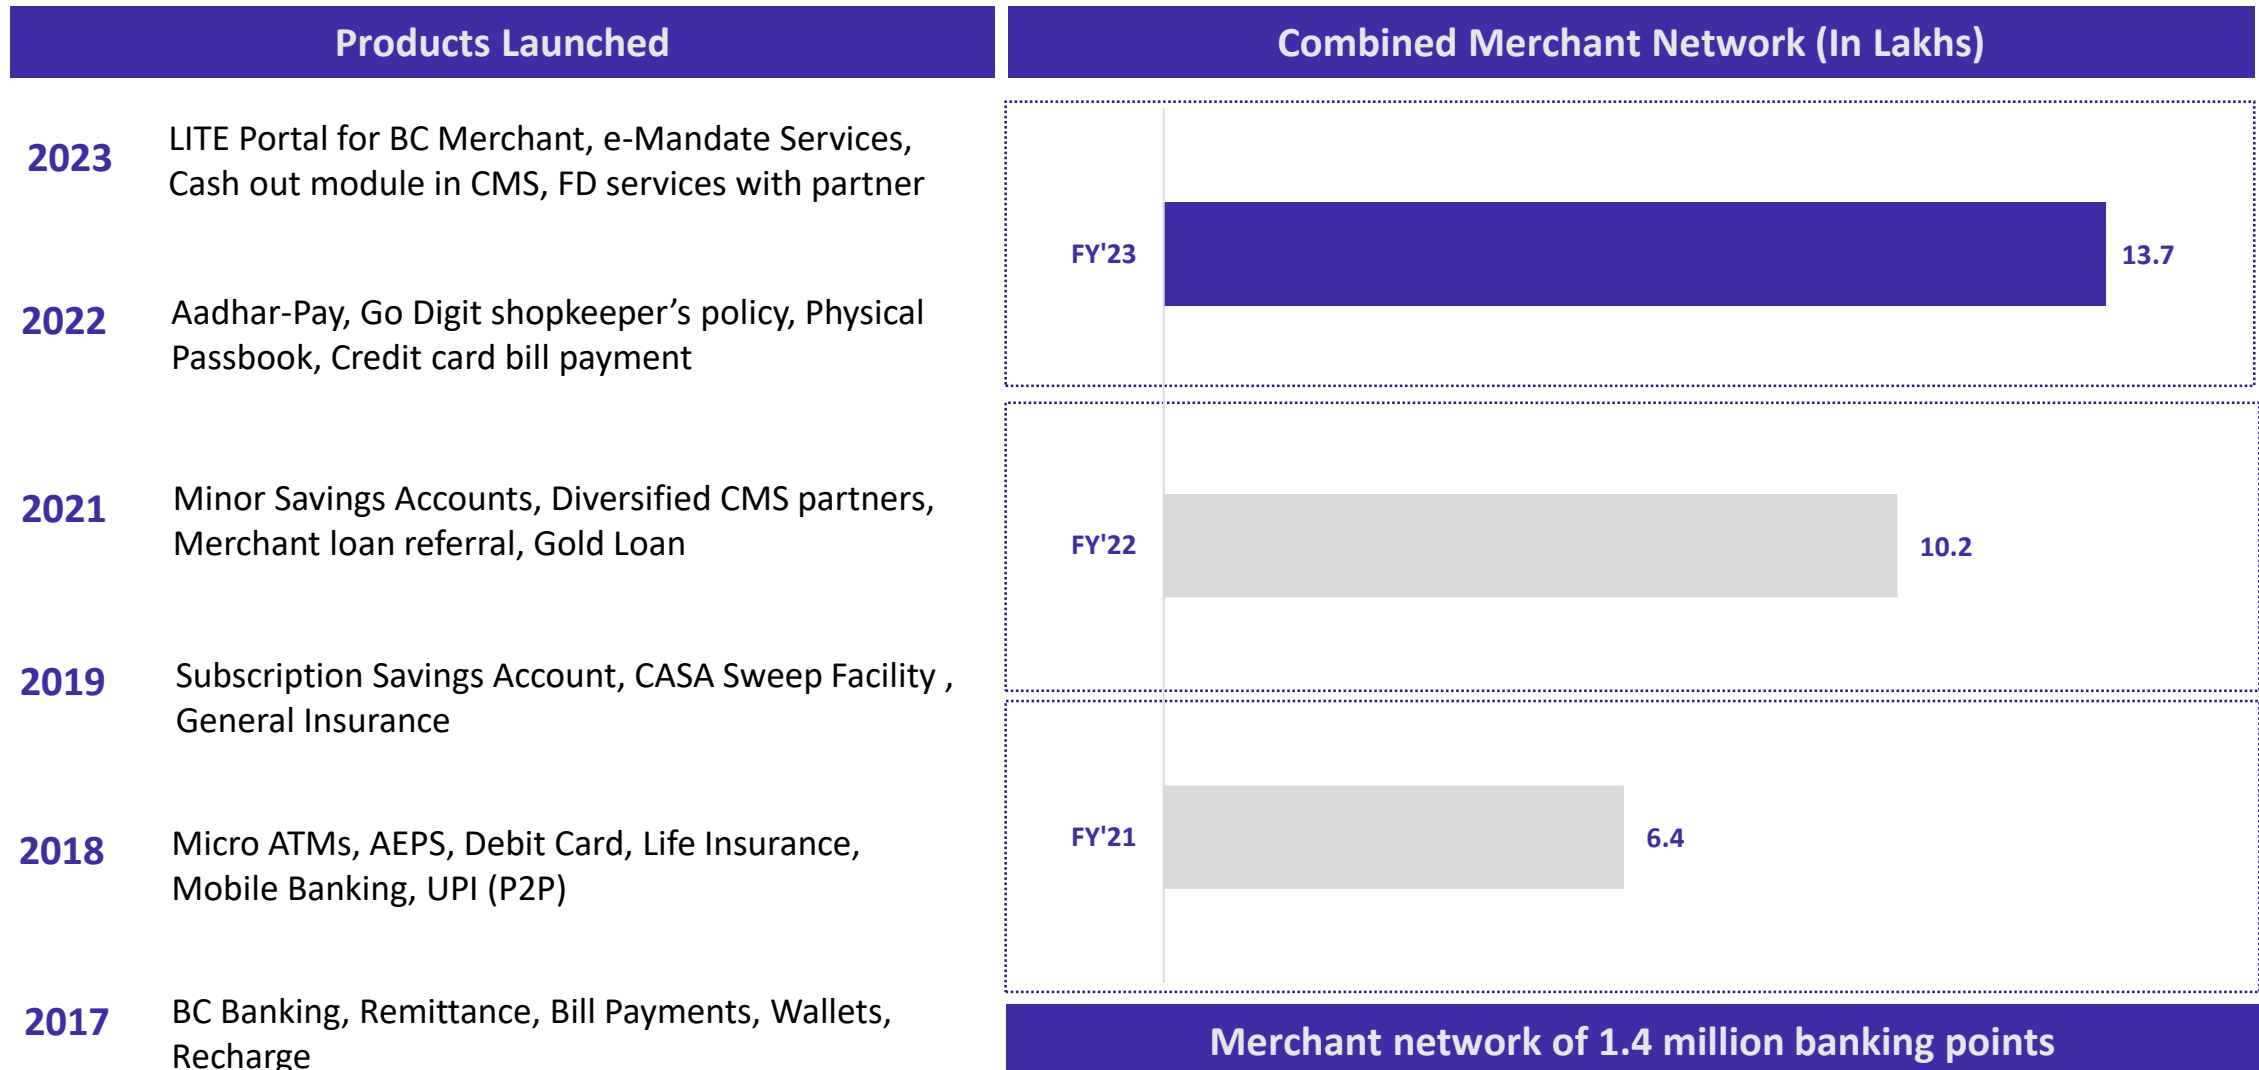 Products Launched
2023
LITE Portal for BC Merchant, e-Mandate Services,
Cash out module in CMS, FD services with partner
2022
Aadhar-Pay, Go Digit shopkeeper’s policy, Physical
Passbook, Credit card bill payment
2021
Minor Savings Accounts, Diversified CMS partners,
Merchant loan referral, Gold Loan
2019
Subscription Savings Account, CASA Sweep Facility ,
General Insurance
2018
Micro ATMs, AEPS, Debit Card, Life Insurance,
Mobile Banking, UPI (P2P)
2017
BC Banking, Remittance, Bill Payments, Wallets,
Recharge
Combined Merchant Network (In Lakhs)
FY'23
13.7
FY'22
10.2
FY'21
6.4
Merchant network of 1.4 million banking points